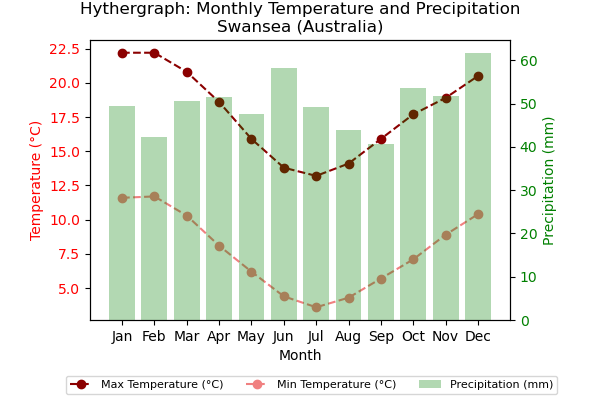 Hythergraph: Monthly Temperature and Precipitation
Swansea (Australia)
22.5
20.0
17.5
15.0
12.5
10.0
7.5
5.0
Temperature (°C)
60
50
40
30
20
10
0
Precipitation (mm)
Jan Feb Mar Apr May Jun Jul Aug Sep Oct Nov Dec
Month
Max Temperature (°C) Min Temperature (°C) Precipitation (mm)